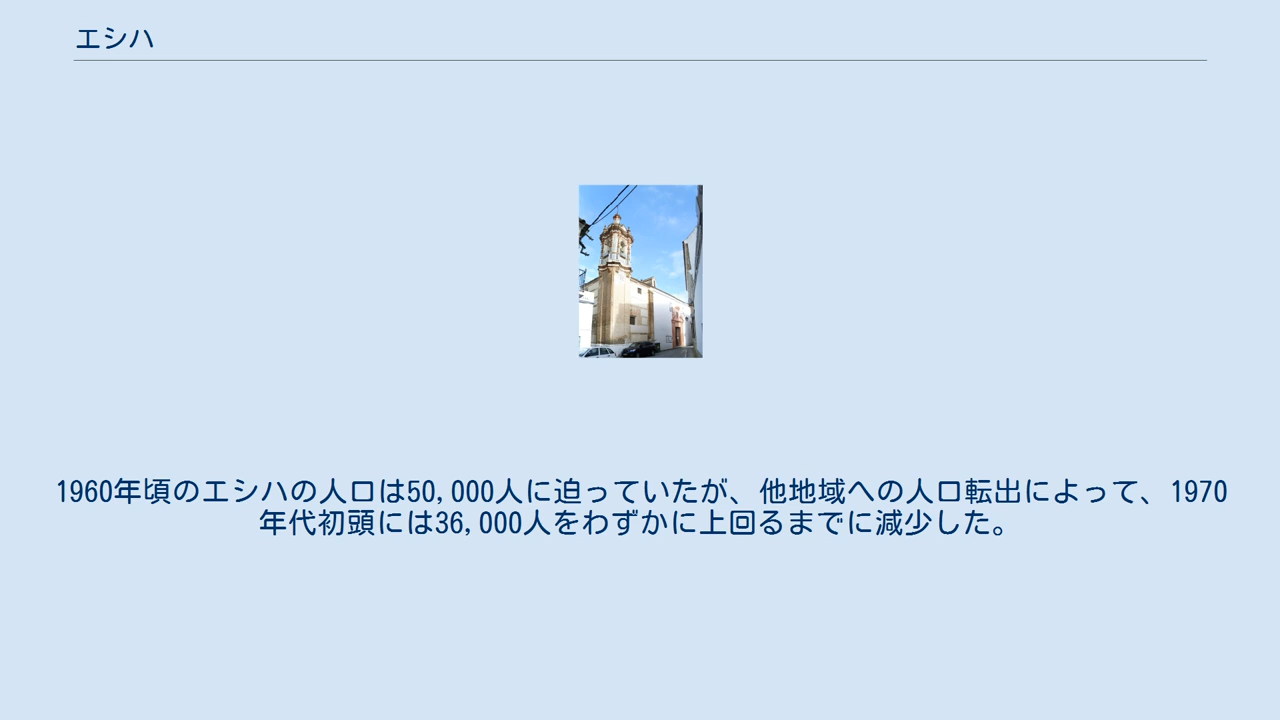 エシハ
1960年頃のエシハの人口は50,000人に迫っていたが、他地域への人口転出によって、1970
年代初頭には36,000人をわずかに上回るまでに減少した。